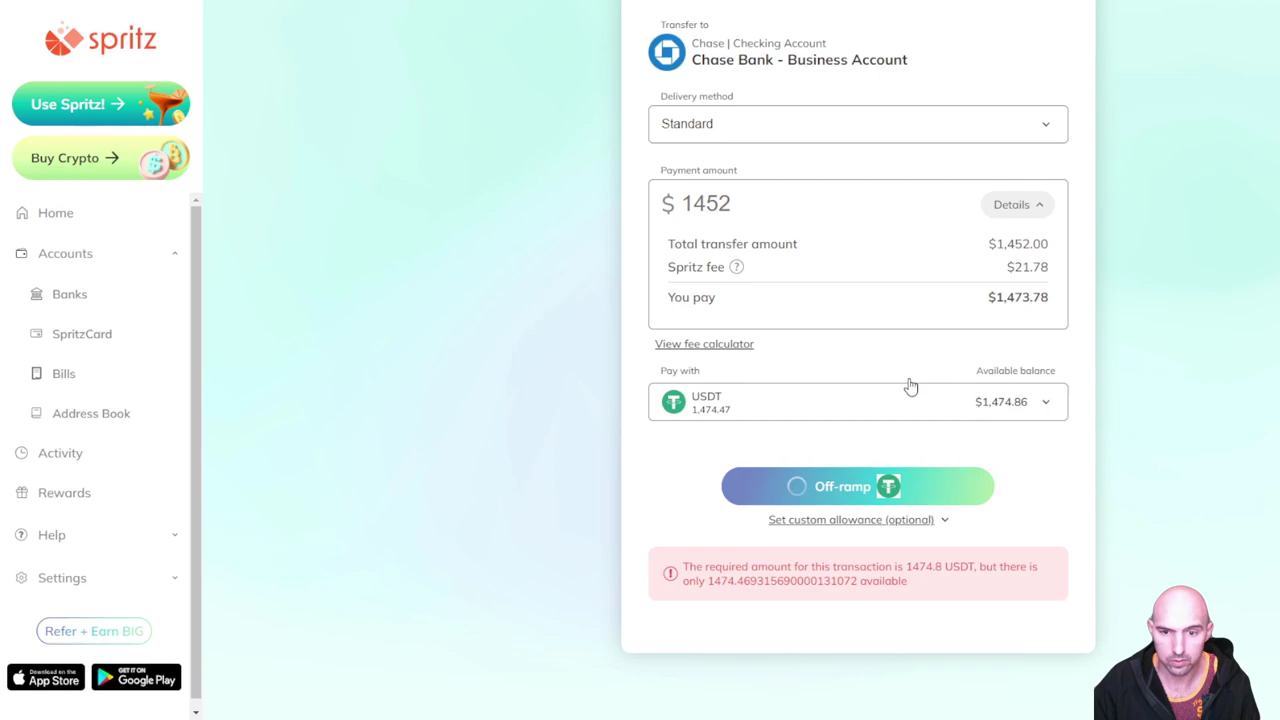 spritz
Use Spritz!
Buy Crypto
Home
Accounts
Banks
SpritzCard
Bills
Address Book
Activity
Rewards
Help
Settings
Refer + Earn BIG
Download on the
App Store
GET IT ON
Google Play
Transfer to
Chase | Checking Account
Chase Bank - Business Account
Delivery method
Standard
Payment amount
$ 1452
Details
Total transfer amount $1,452.00
Spritz fee ? $21.78
You pay $1,473.78
View fee calculator
Pay with Available balance
USDT
1,474.47
$1,474.86
Off-ramp
Set custom allowance (optional)
The required amount for this transaction is 1474.8 USDT, but there is
only 1474.469315690000131072 available